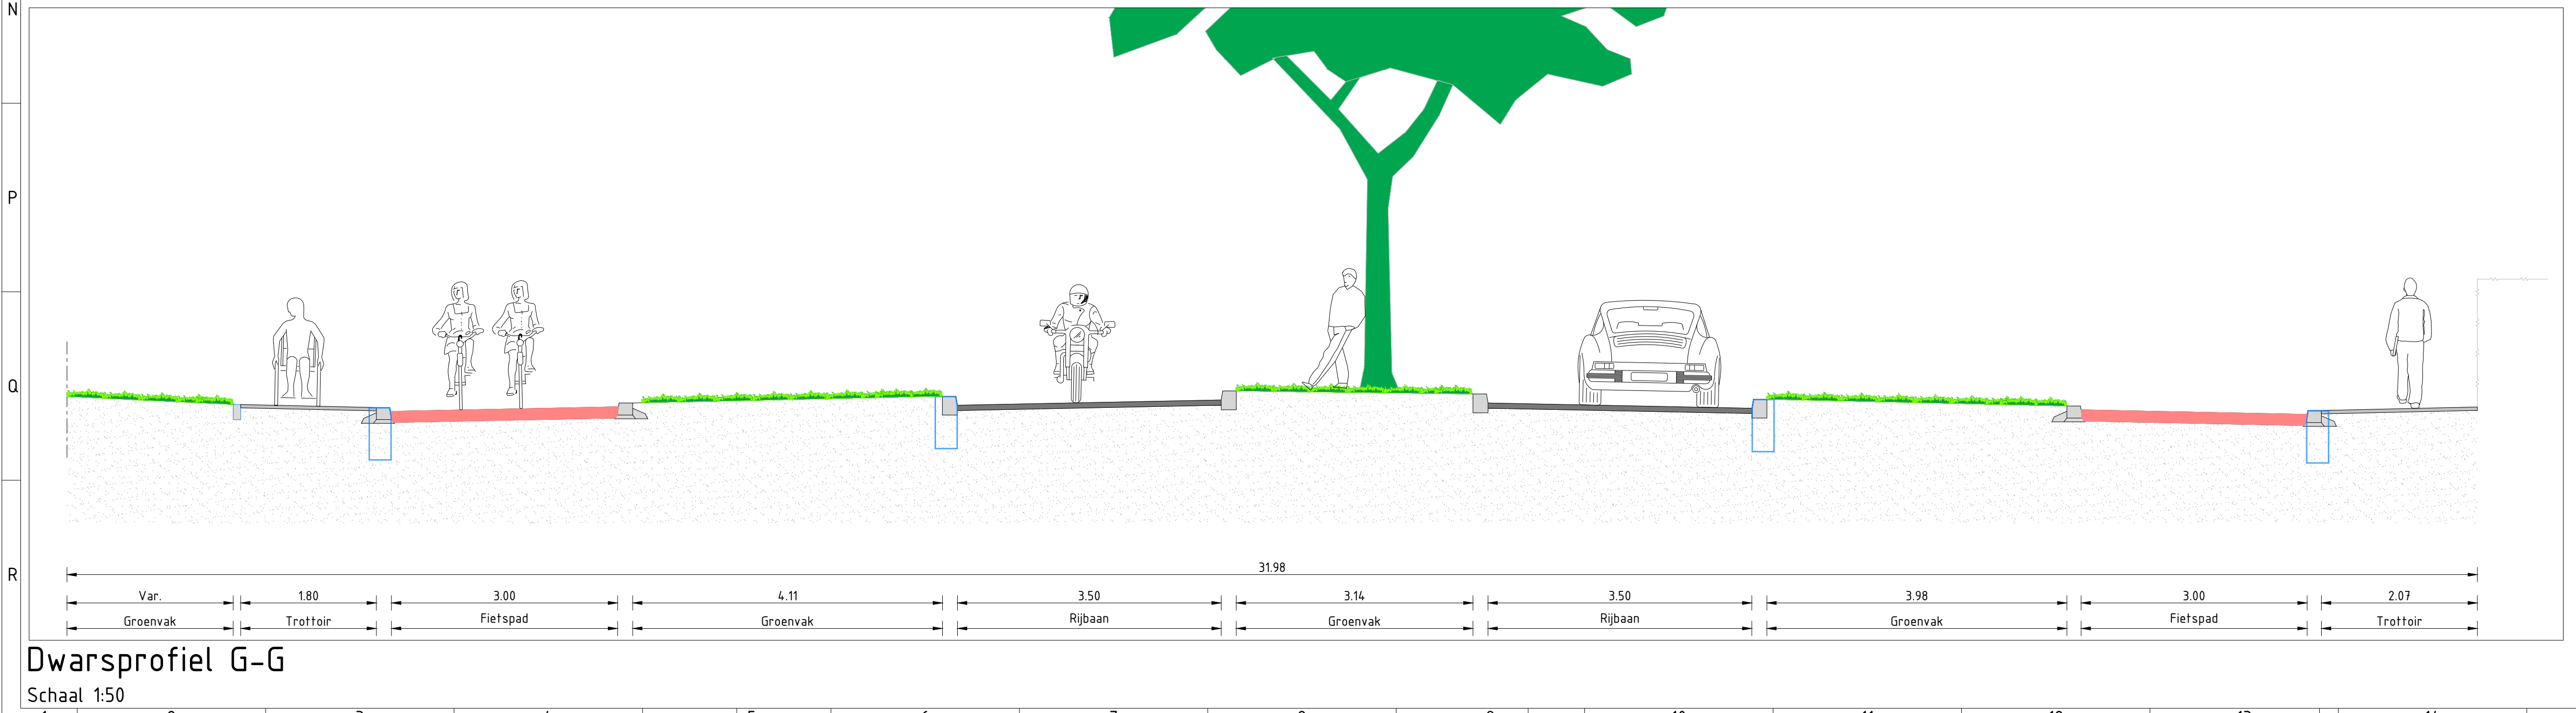 N
P
Q
R
31.98
Var. 1.80 3.00 4.11 3.50 3.14 3.50 3.98 3.00 2.07
Groenvak Trottoir Fietspad Groenvak Rijbaan Groenvak Rijbaan Groenvak Fietspad Trottoir
Dwarsprofiel G-G
Schaal 1:50